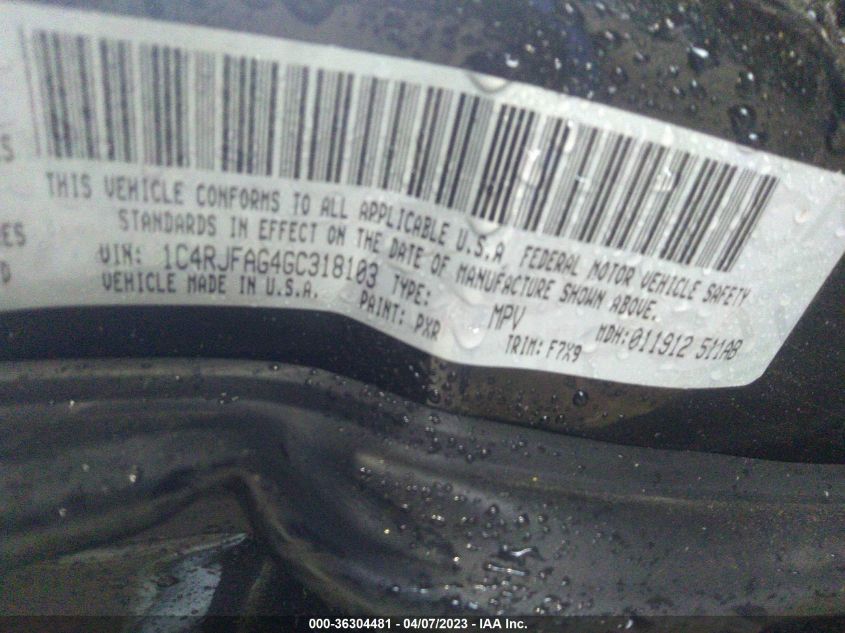 THIS VEHICLE CONFORMS TO ALL APPLICABLE U.S.A FEDERAL MOTOR VEHICLE SAFETY
STANDARDS IN EFFECT ON THE DATE OF MANUFACTURE SHOWN ABOVE.
VIN: 1C4RJFAG4GC318103 TYPE: MPV MDH:011912 511AB
VEHICLE MADE IN U.S.A. PAINT: PXR TRIM: F7X9
000-36304481 - 04/07/2023 - IAA Inc.